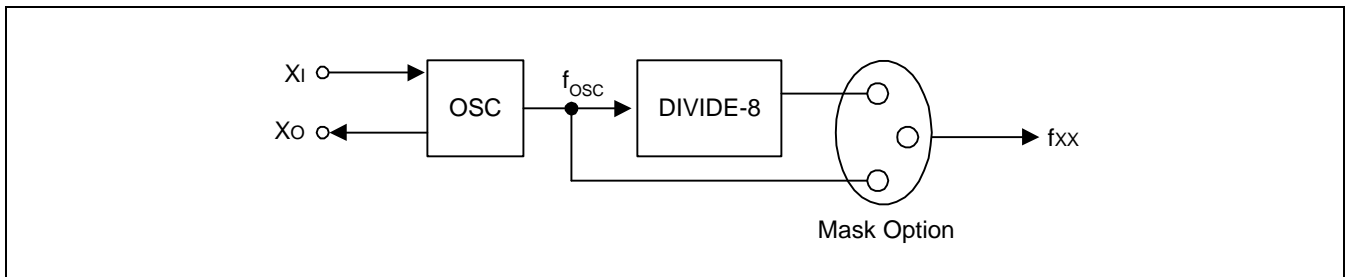 XI
XO
OSC
fOSC
DIVIDE-8
fXX
Mask Option